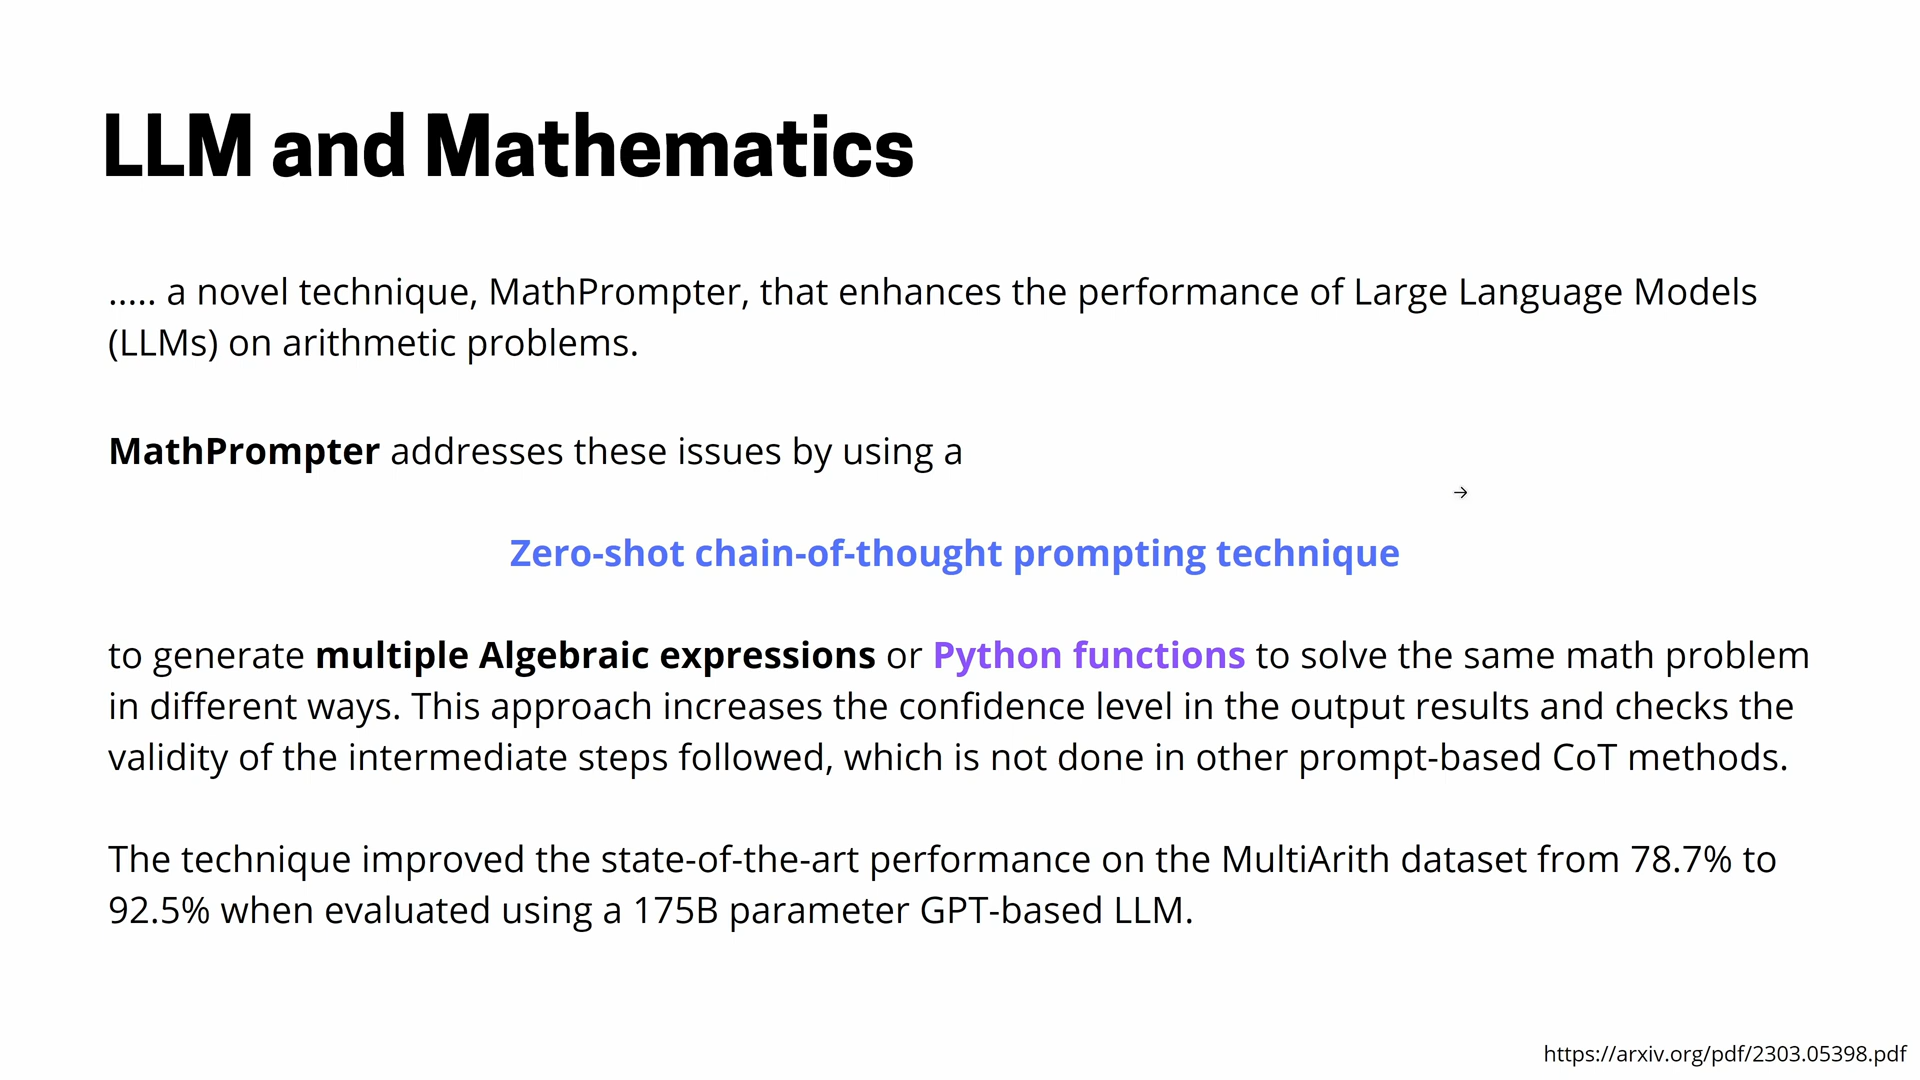 LLM and Mathematics
..... a novel technique, MathPrompter, that enhances the performance of Large Language Models
(LLMs) on arithmetic problems.
MathPrompter addresses these issues by using a
→
Zero-shot chain-of-thought prompting technique
to generate multiple Algebraic expressions or Python functions to solve the same math problem
in different ways. This approach increases the confidence level in the output results and checks the
validity of the intermediate steps followed, which is not done in other prompt-based CoT methods.
The technique improved the state-of-the-art performance on the MultiArith dataset from 78.7% to
92.5% when evaluated using a 175B parameter GPT-based LLM.
https://arxiv.org/pdf/2303.05398.pdf